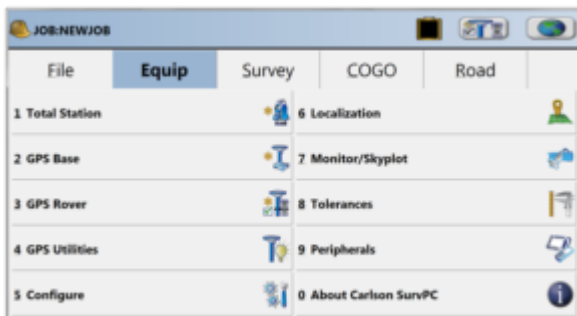 JOB:NEWJOB
File Equip Survey COGO Road
1 Total Station
2 GPS Base
3 GPS Rover
4 GPS Utilities
5 Configure
6 Localization
7 Monitor/Skyplot
8 Tolerances
9 Peripherals
0 About Carlson SurvPC